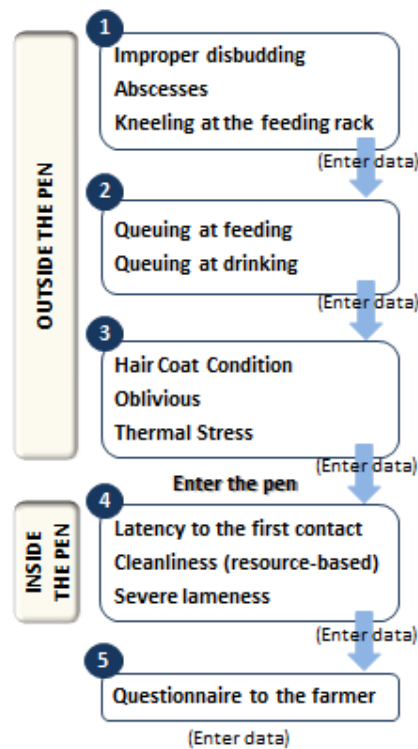 1
Improper disbudding
Abscesses
Kneeling at the feeding rack
(Enter data)
OUTSIDE THE PEN
2
Queuing at feeding
Queuing at drinking
(Enter data)
3
Hair Coat Condition
Oblivious
Thermal Stress
(Enter data)
Enter the pen
INSIDE
THE PEN
4
Latency to the first contact
Cleanliness (resource-based)
Severe lameness
(Enter data)
5
Questionnaire to the farmer
(Enter data)